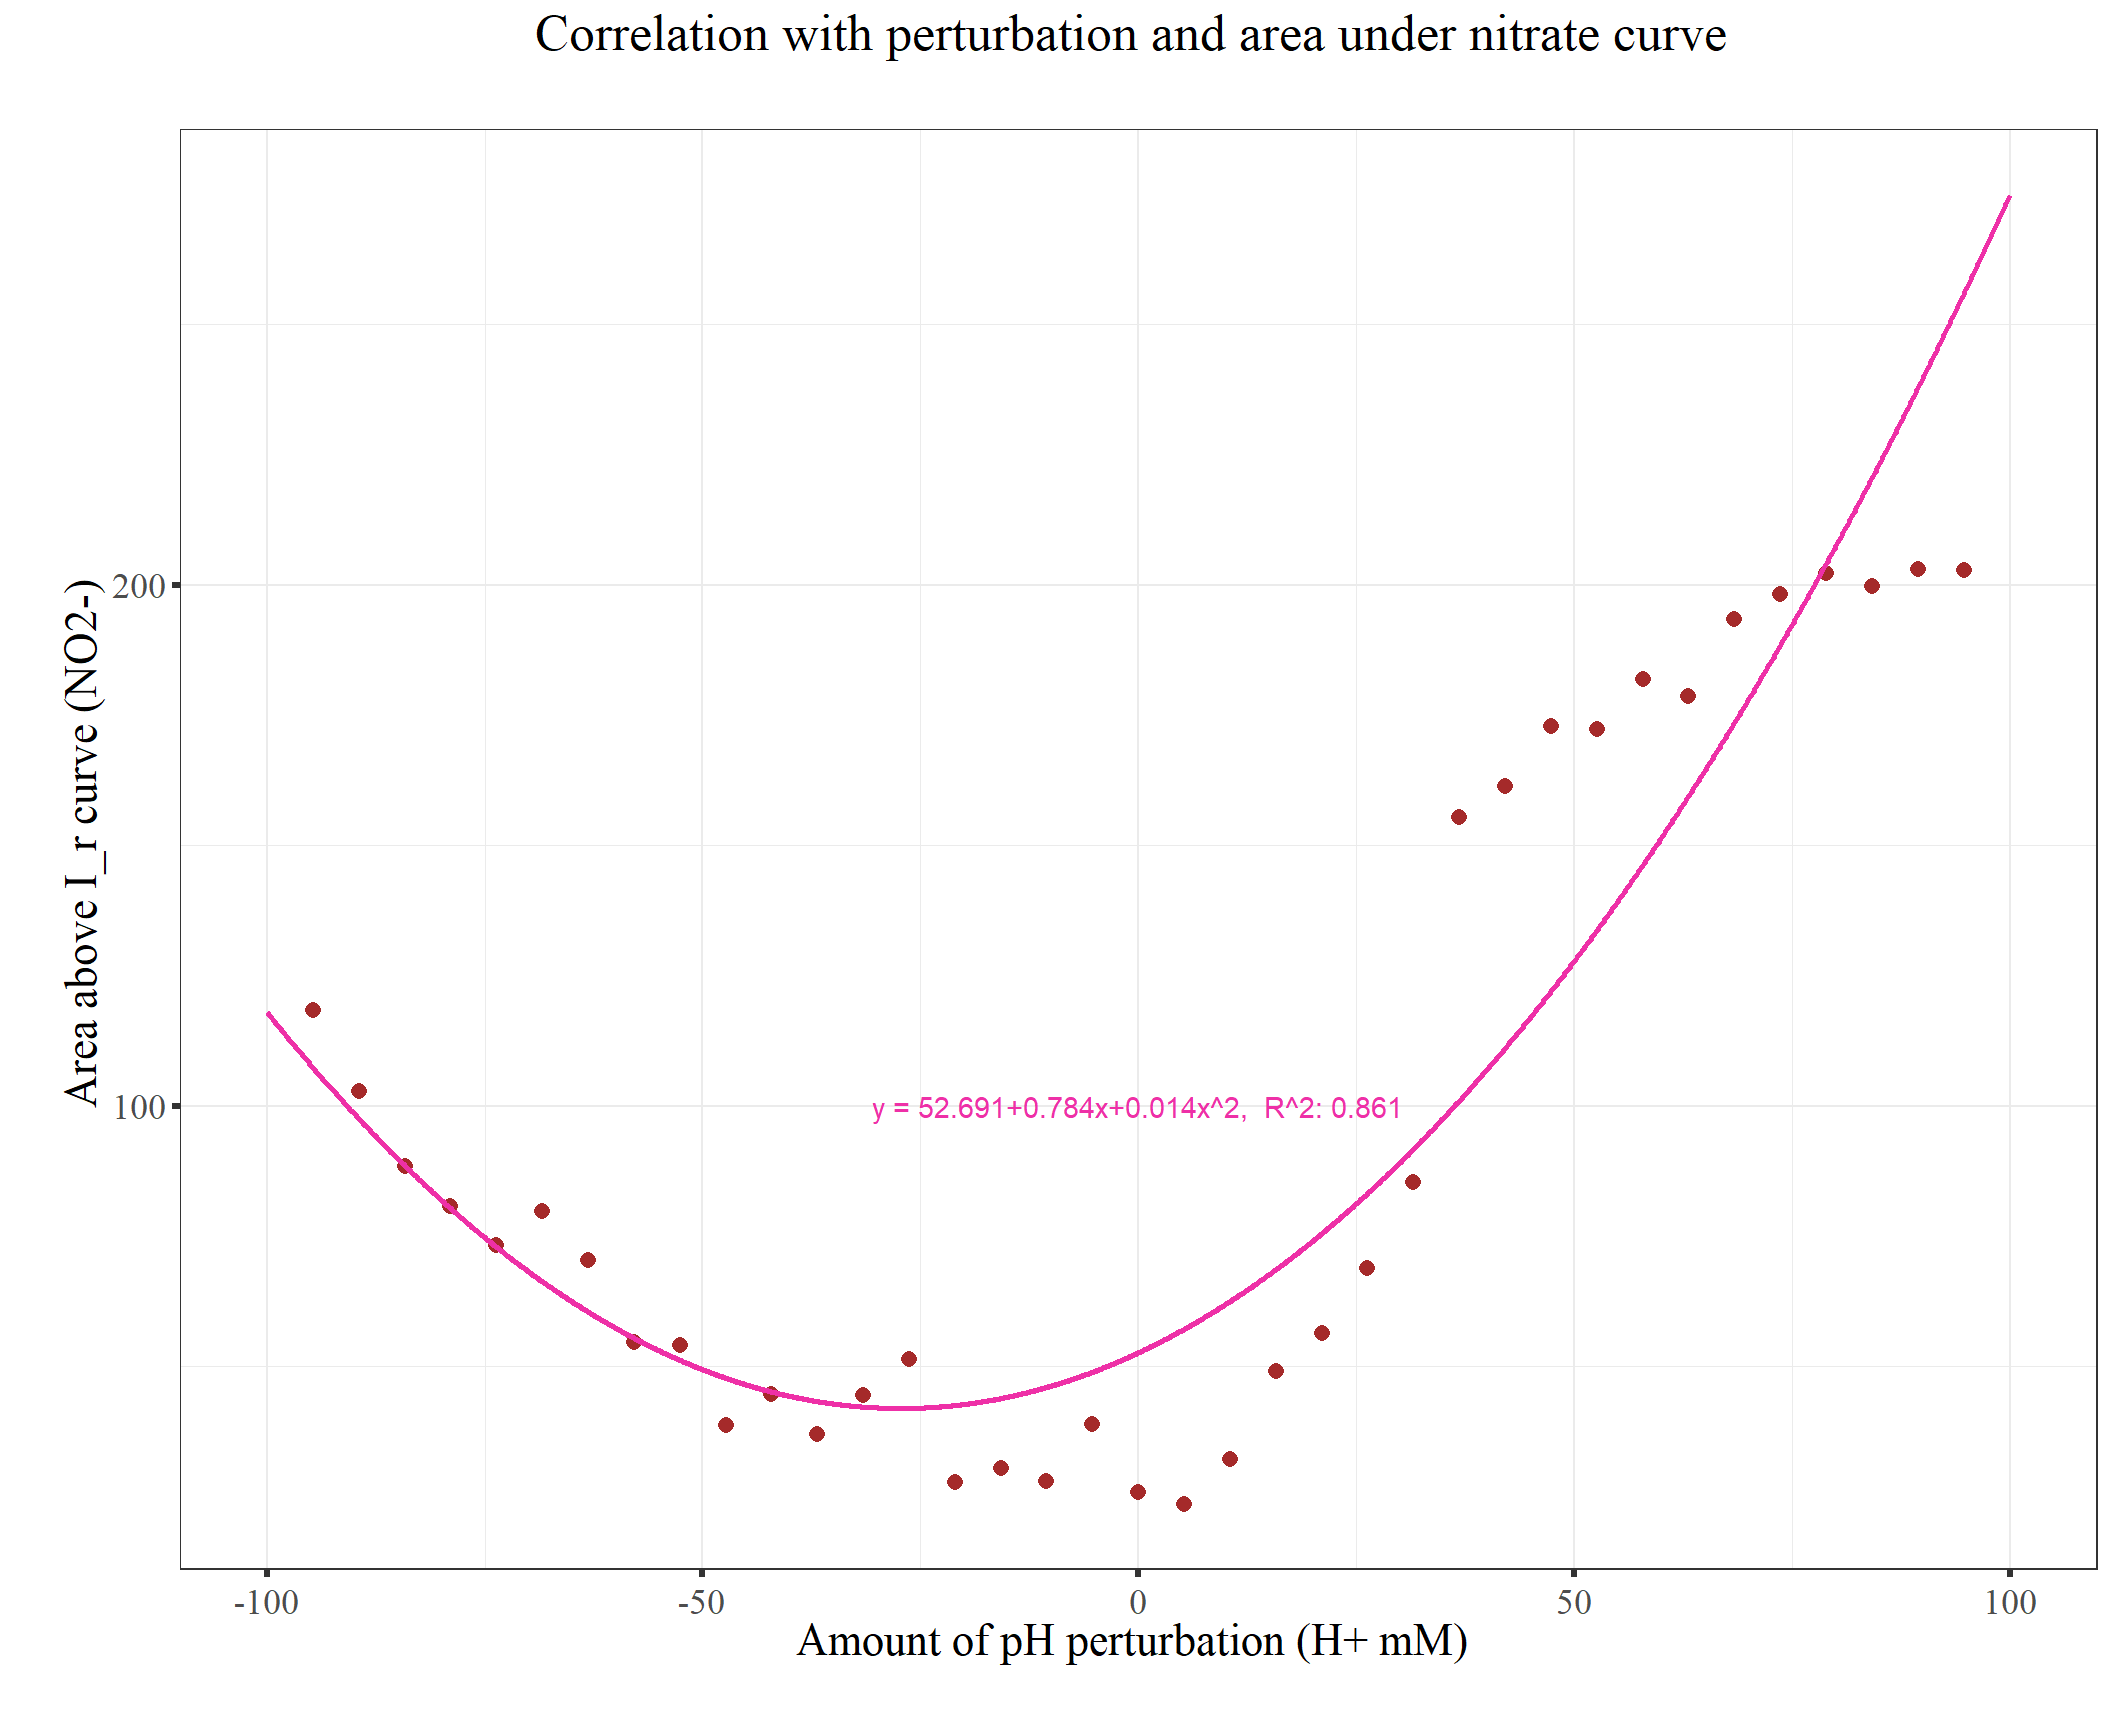 Correlation with perturbation and area under nitrate curve
Area above I_r curve (NO2-)
200
100
y = 52.691+0.784x+0.014x^2,  R^2: 0.861
-100
-50
0
50
100
Amount of pH perturbation (H+ mM)